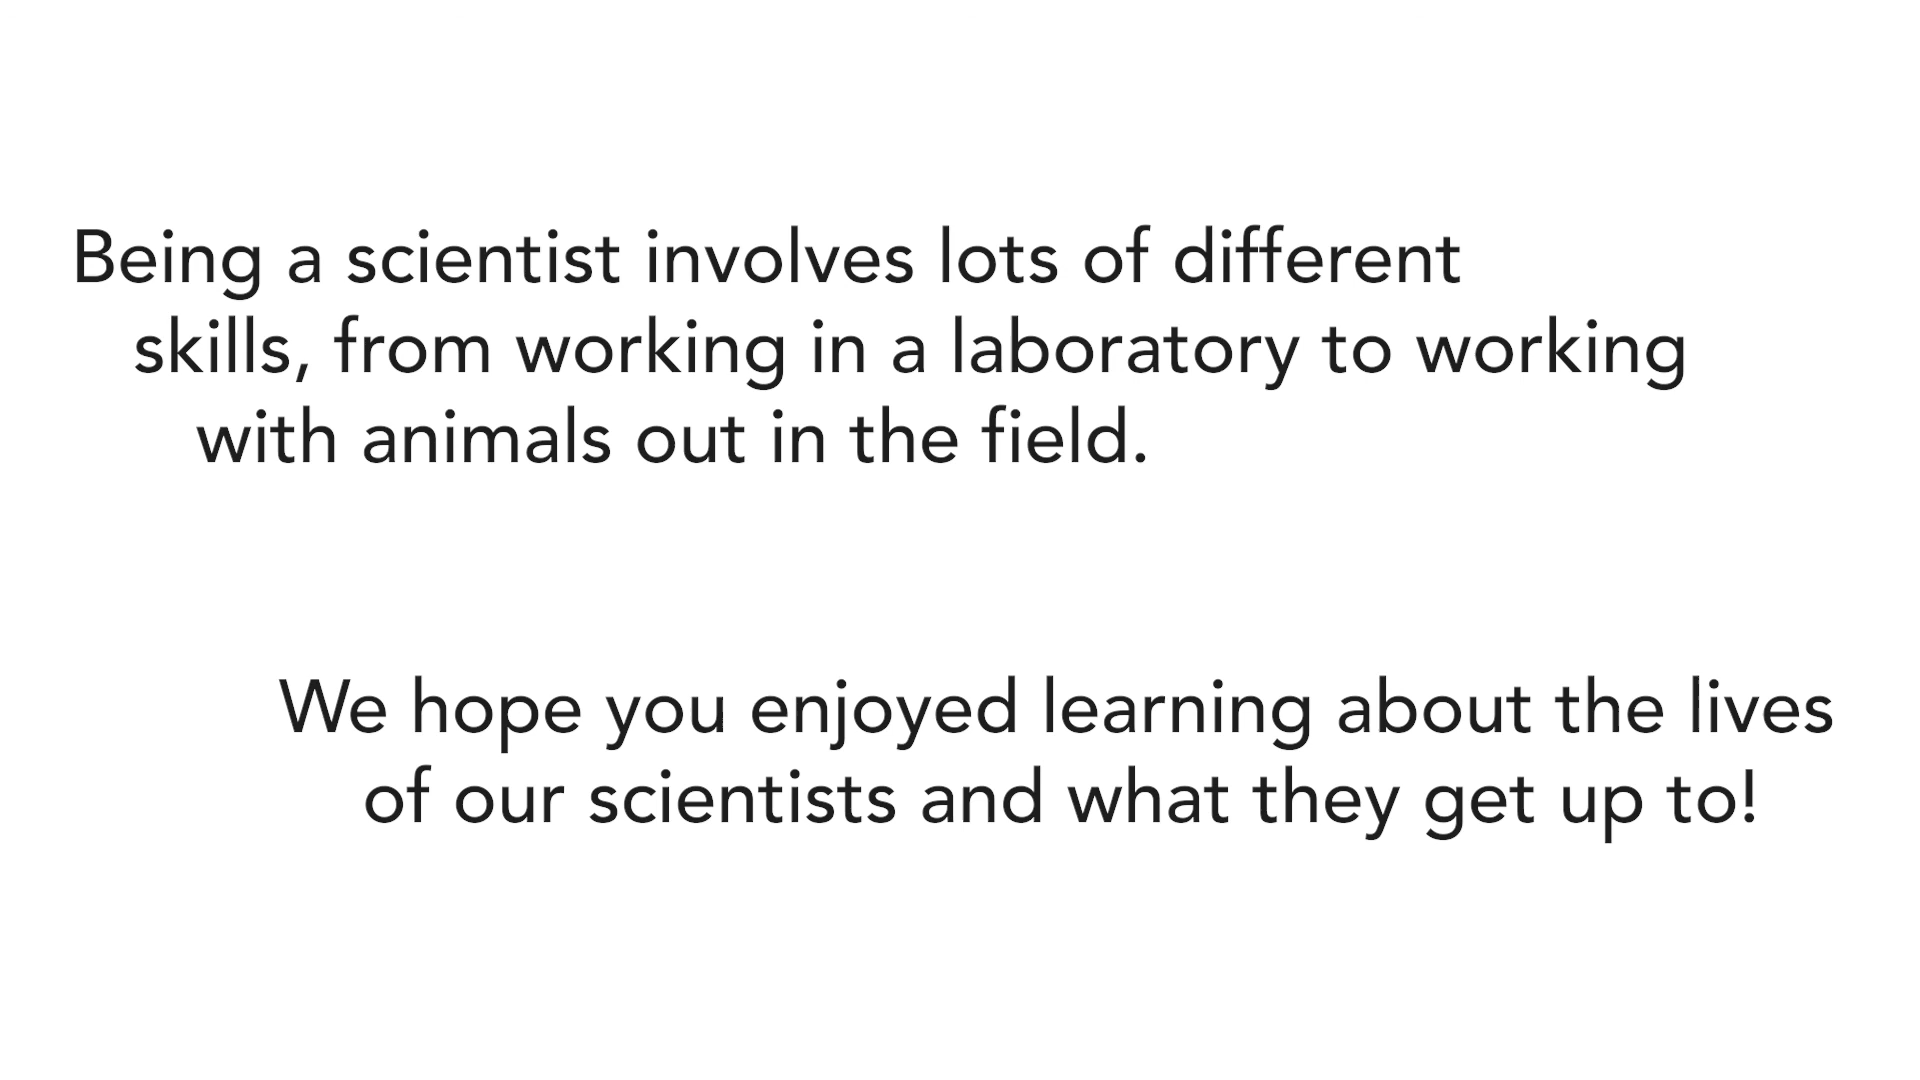 Being a scientist involves lots of different
skills, from working in a laboratory to working
with animals out in the field.
We hope you enjoyed learning about the lives
of our scientists and what they get up to!